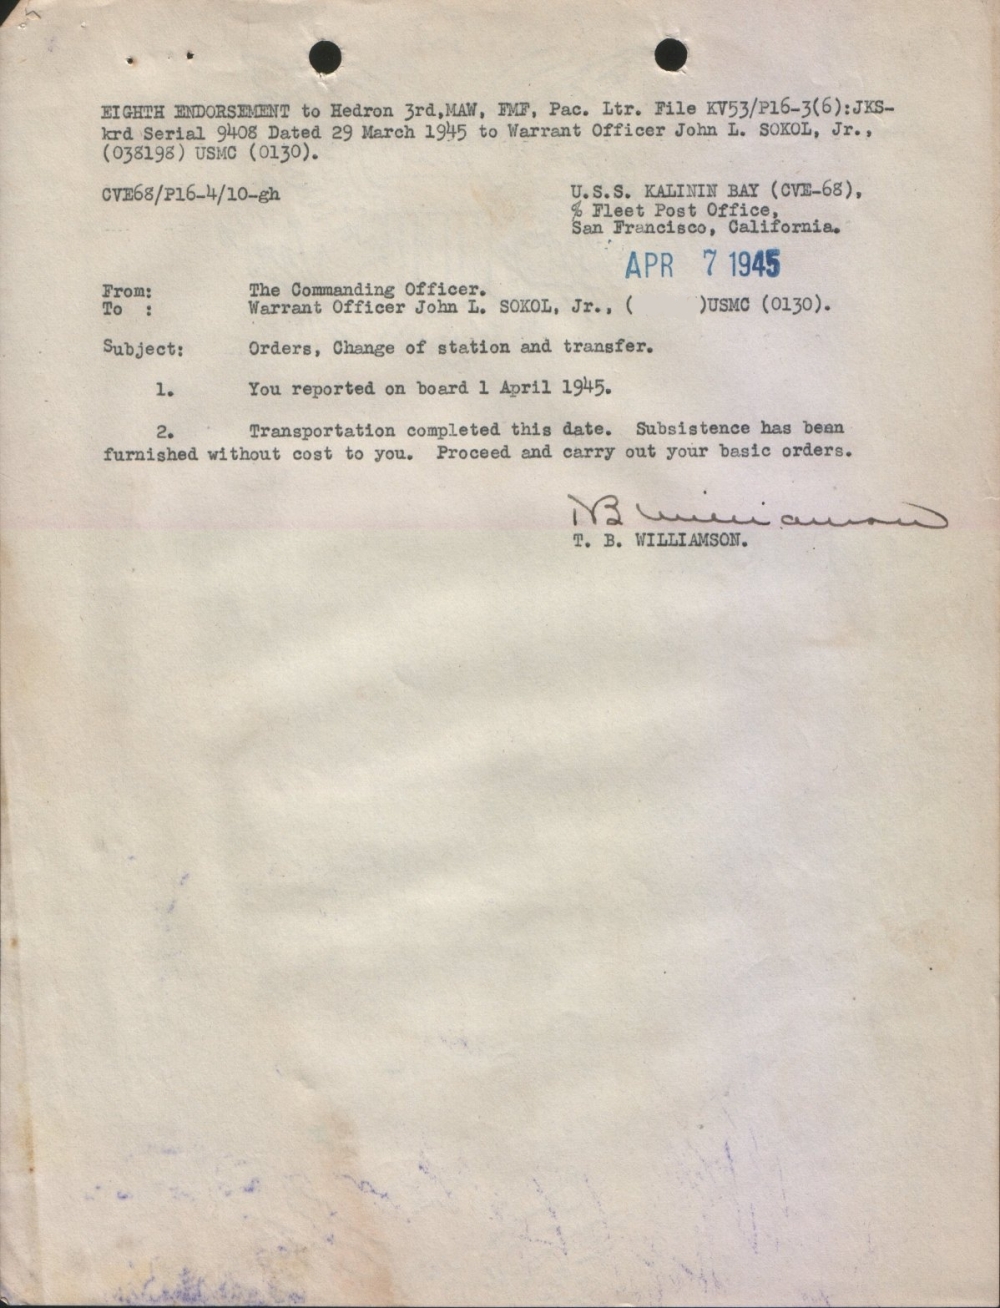 EIGHTH ENDORSEMENT to Hedron 3rd,MAW, FMF, Pac. Ltr. File KV53/P16-3(6):JKS-
krd Serial 9408 Dated 29 March 1945 to Warrant Officer John L. SOKOL, Jr.,
(038198) USMC (0130).
CVE68/P16-4/10-gh
U.S.S. KALININ BAY (CVE-68),
% Fleet Post Office,
San Francisco, California.
APR 7 1945
From: The Commanding Officer.
To : Warrant Officer John L. SOKOL, Jr., ( )USMC (0130).
Subject: Orders, Change of station and transfer.
1. You reported on board 1 April 1945.
2. Transportation completed this date. Subsistence has been
furnished without cost to you. Proceed and carry out your basic orders.
TB Williamson
T. B. WILLIAMSON.